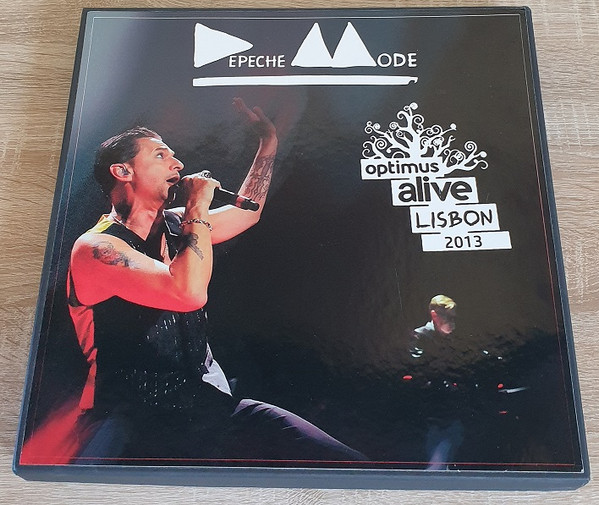 DEPECHE MODE
optimus
alive
LISBON
2013